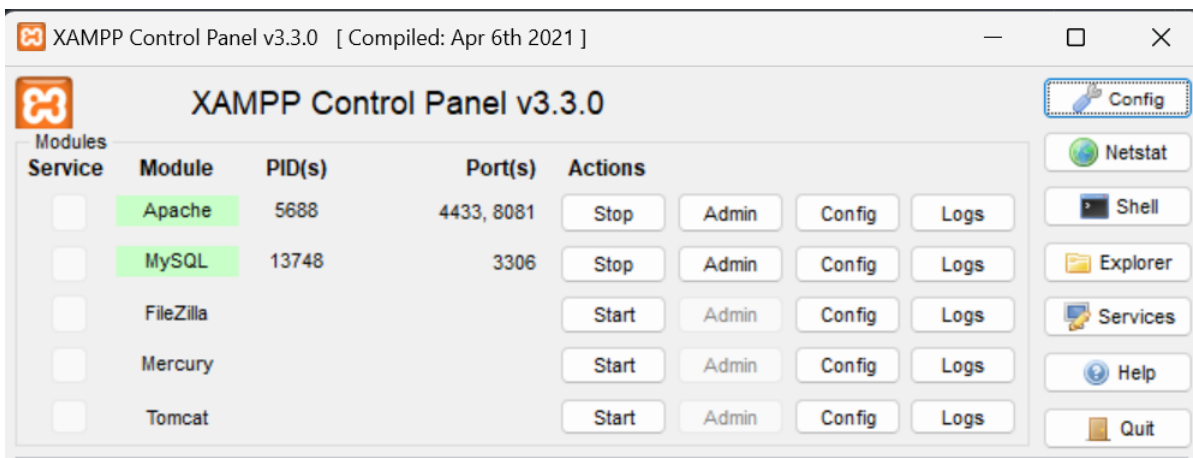 XAMPP Control Panel v3.3.0 [ Compiled: Apr 6th 2021 ]
XAMPP Control Panel v3.3.0
Config
Netstat
Shell
Explorer
Services
Help
Quit
Modules
Service Module PID(s) Port(s) Actions
Apache 5688 4433, 8081 Stop Admin Config Logs
MySQL 13748 3306 Stop Admin Config Logs
FileZilla Start Admin Config Logs
Mercury Start Admin Config Logs
Tomcat Start Admin Config Logs